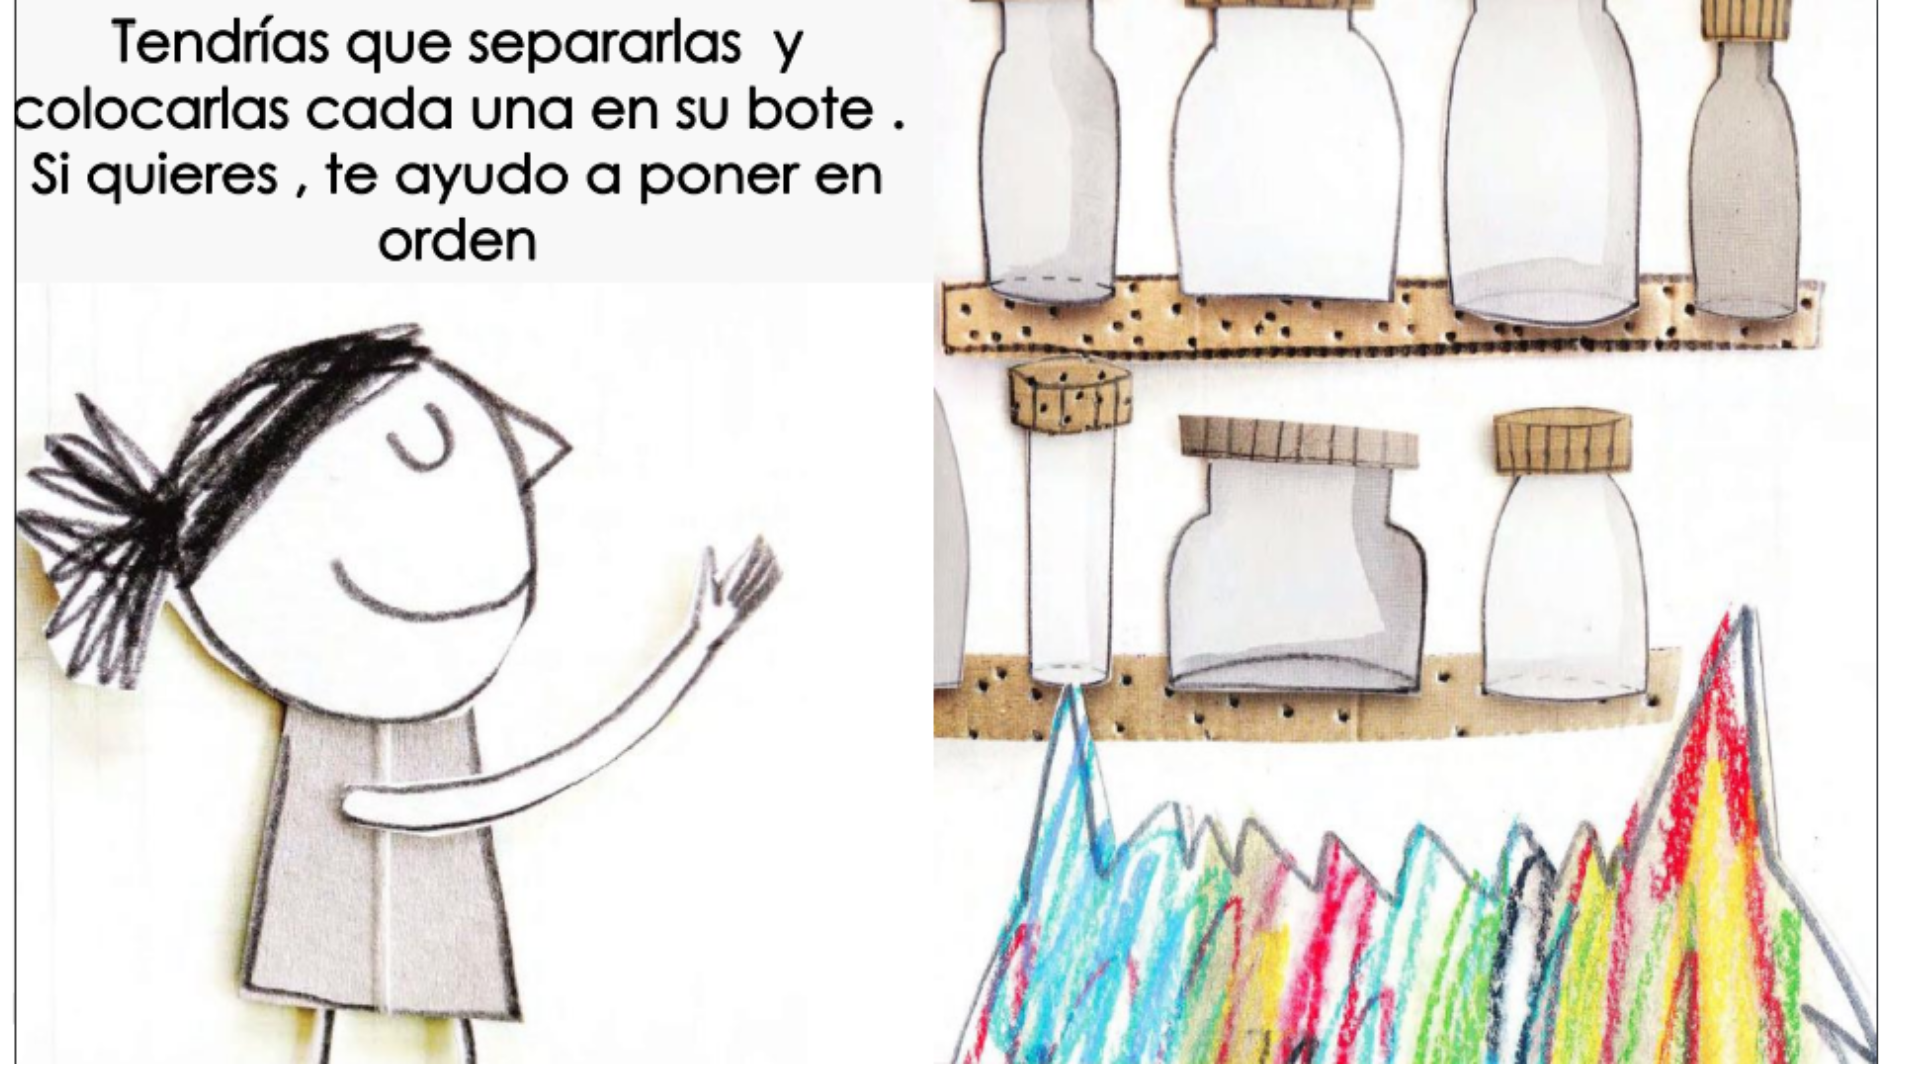 Tendrías que separarlas y
colocarlas cada una en su bote .
Si quieres , te ayudo a poner en
orden